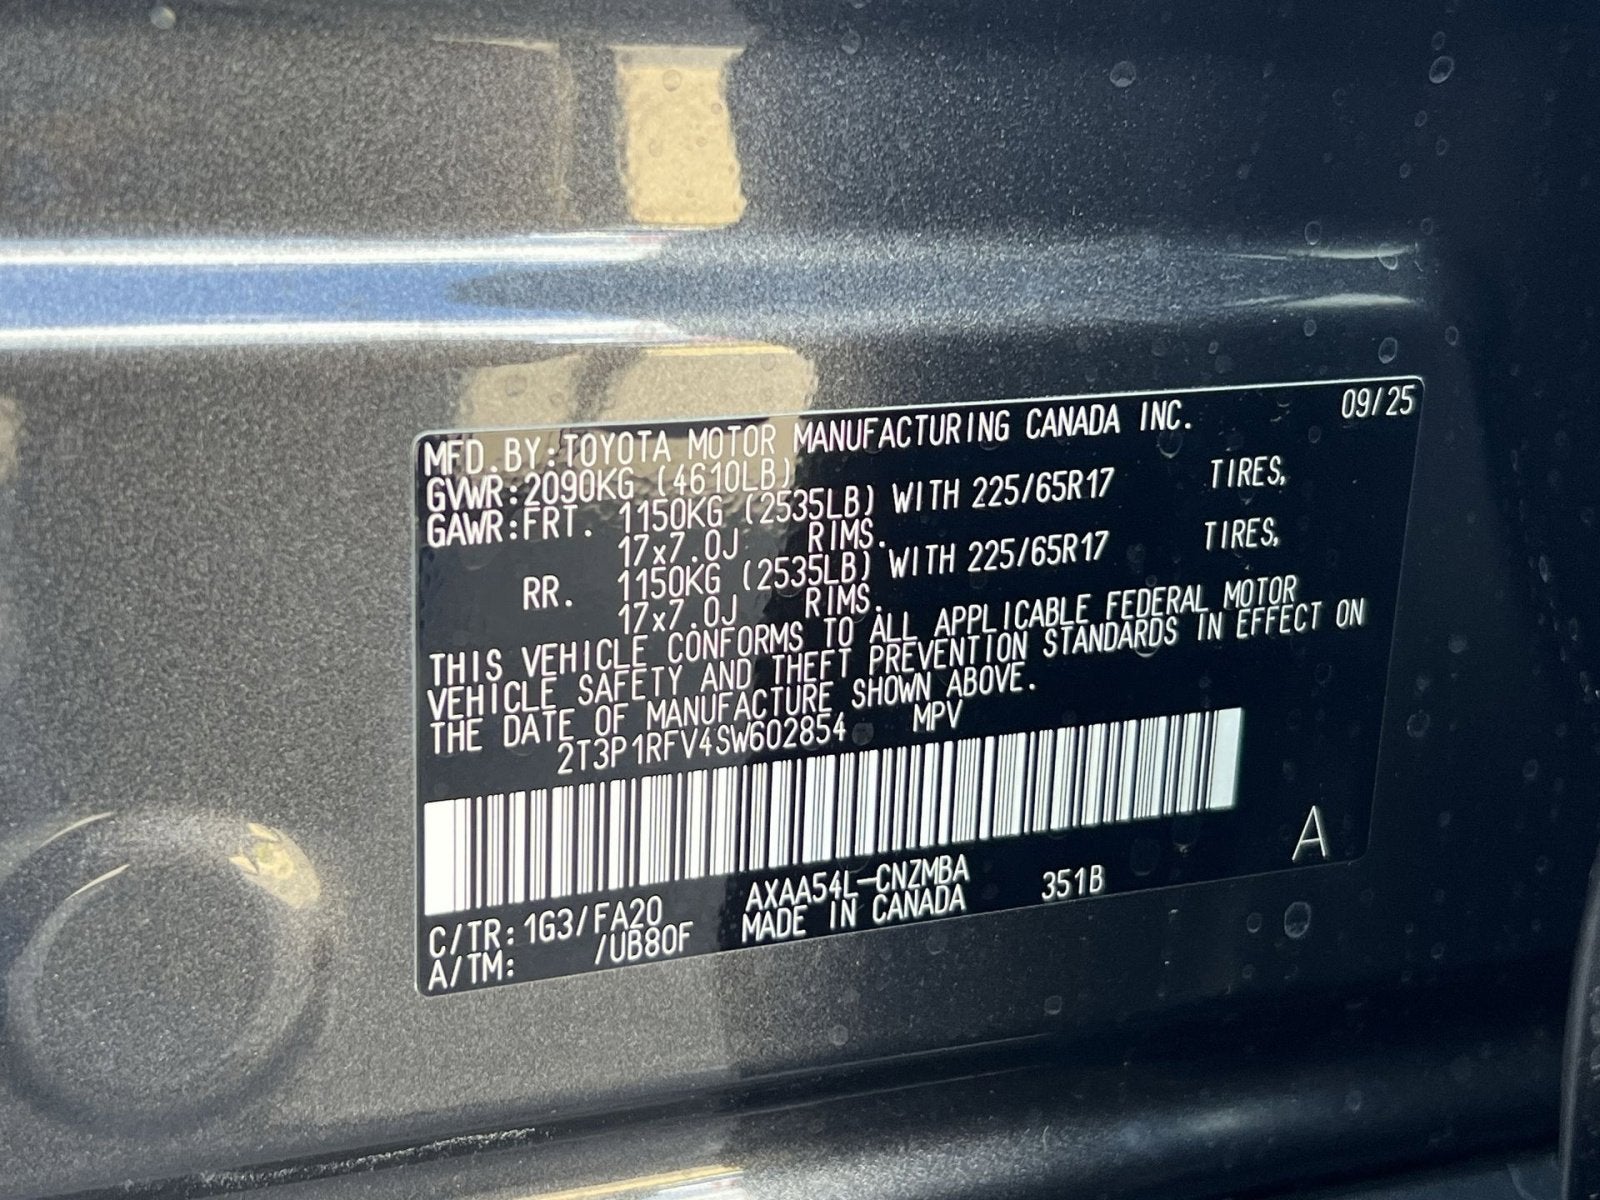 MFD.BY:TOYOTA MOTOR MANUFACTURING CANADA INC. 09/25
GVWR:2090KG (4610LB)
GAWR:FRT. 1150KG (2535LB) WITH 225/65R17 TIRES,
17x7.0J RIMS.
RR. 1150KG (2535LB) WITH 225/65R17 TIRES,
17x7.0J RIMS.
THIS VEHICLE CONFORMS TO ALL APPLICABLE FEDERAL MOTOR
VEHICLE SAFETY AND THEFT PREVENTION STANDARDS IN EFFECT ON
THE DATE OF MANUFACTURE SHOWN ABOVE.
2T3P1RFV4SW602854 MPV
A
C/TR:1G3/FA20 AXAA54L-CNZMBA 351B
A/TM: /UB80F MADE IN CANADA